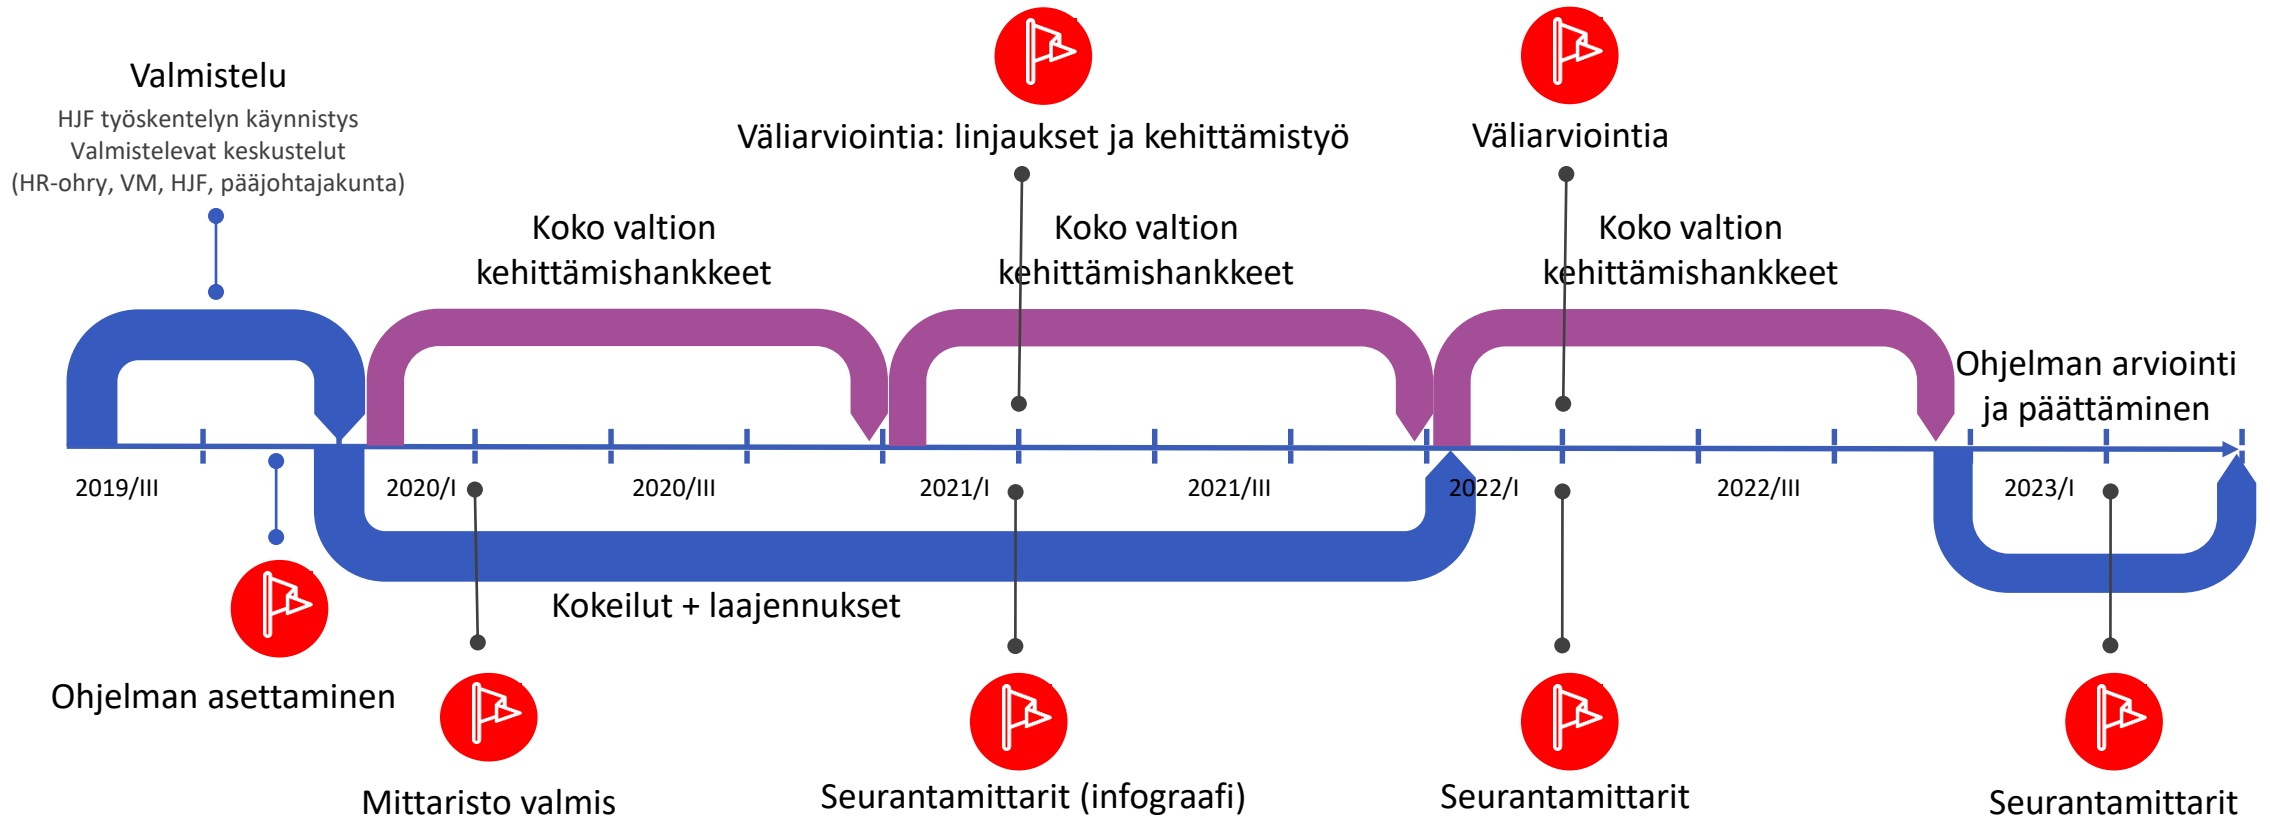 Valmistelu
HJF työskentelyn käynnistys
Valmistelevat keskustelut
(HR-ohry, VM, HJF, pääjohtajakunta)
Väliarviointia: linjaukset ja kehittämistyö
Väliarviointia
Koko valtion
kehittämishankkeet
Koko valtion
kehittämishankkeet
Koko valtion
kehittämishankkeet
Ohjelman arviointi
ja päättäminen
2019/III
2020/I
2020/III
2021/I
2021/III
2022/I
2022/III
2023/I
Kokeilut + laajennukset
Ohjelman asettaminen
Mittaristo valmis
Seurantamittarit (infograafi)
Seurantamittarit
Seurantamittarit